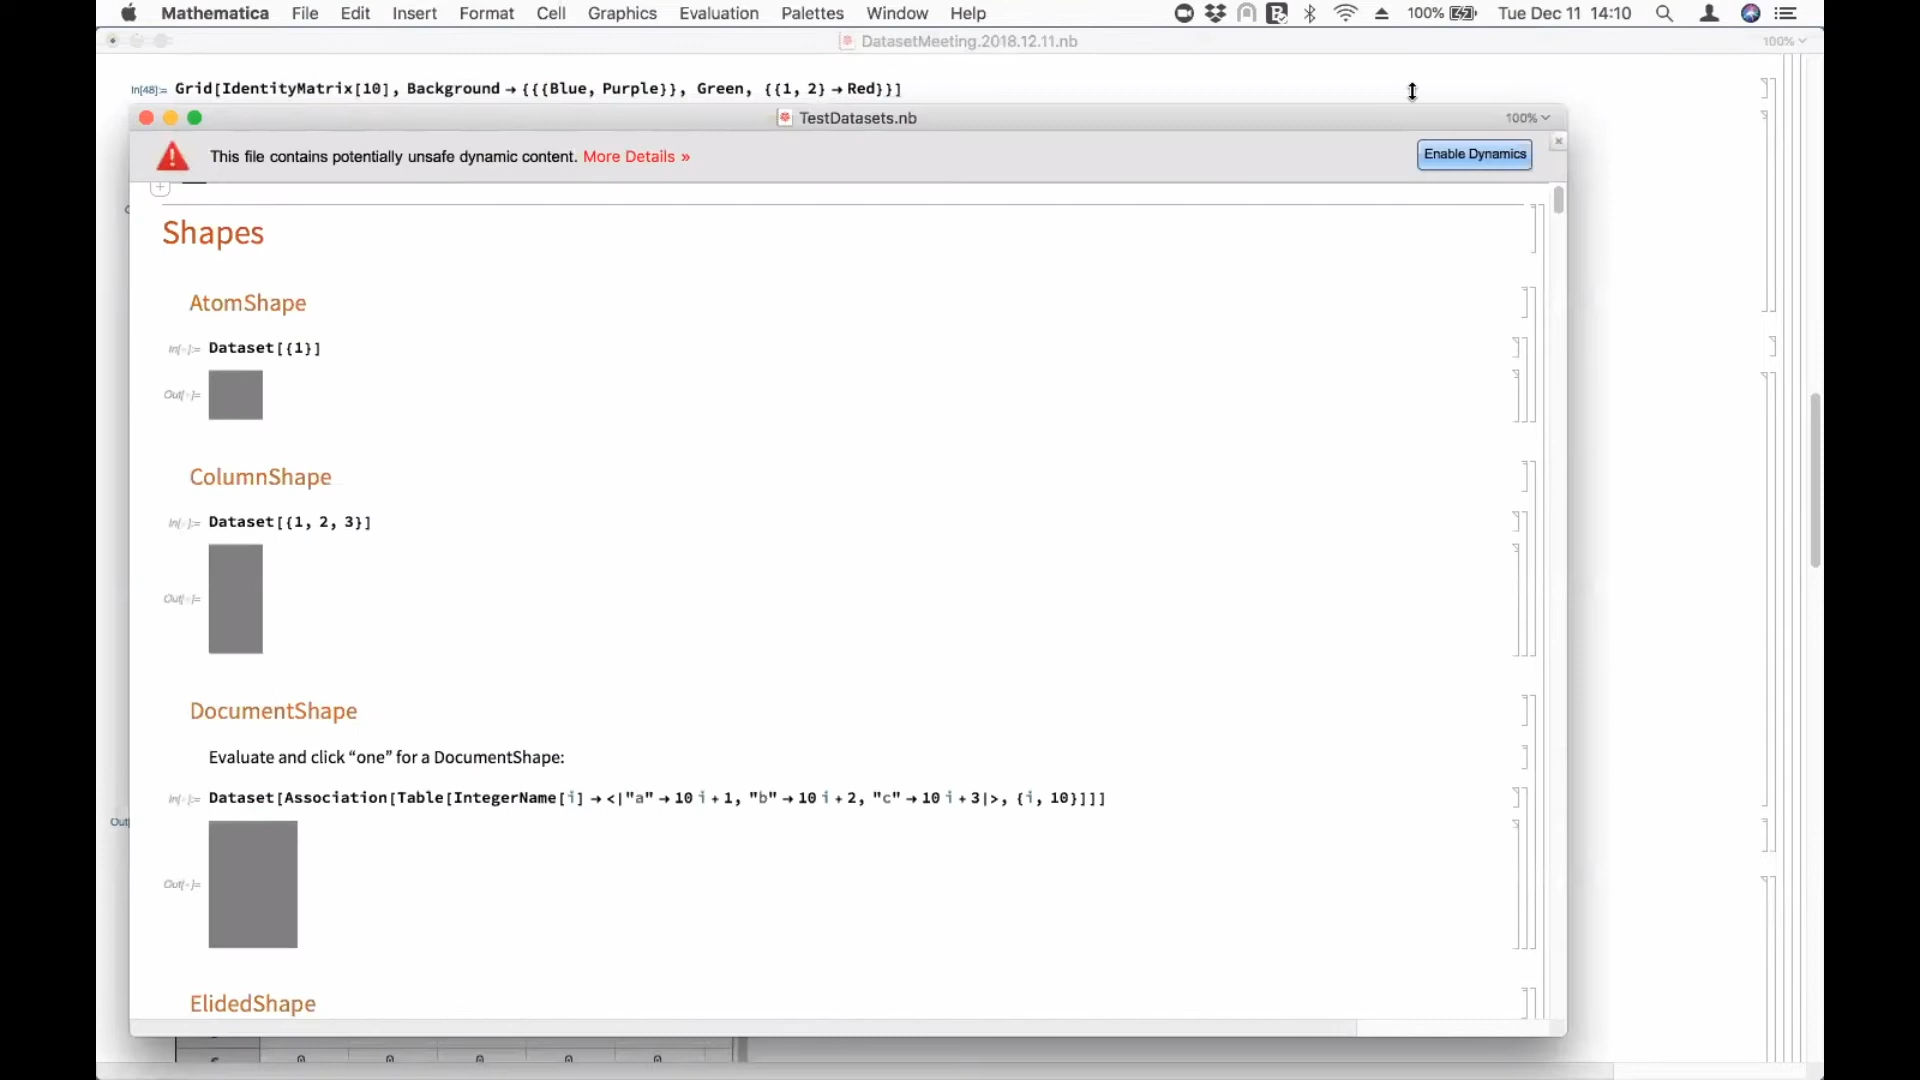 Mathematica File Edit Insert Format Cell Graphics Evaluation Palettes Window Help 100% Tue Dec 11 14:10
DatasetMeeting.2018.12.11.nb 100%
In[48]:= Grid[IdentityMatrix[10], Background → {{{Blue, Purple}}, Green, {{1, 2} → Red}}]
TestDatasets.nb 100%
This file contains potentially unsafe dynamic content. More Details » Enable Dynamics
Shapes
AtomShape
In[•]:= Dataset[{1}]
Out[•]=
ColumnShape
In[•]:= Dataset[{1, 2, 3}]
Out[•]=
DocumentShape
Evaluate and click “one” for a DocumentShape:
In[•]:= Dataset[Association[Table[IntegerName[i] → <|"a" → 10 i + 1, "b" → 10 i + 2, "c" → 10 i + 3|>, {i, 10}]]]
Out[•]=
ElidedShape